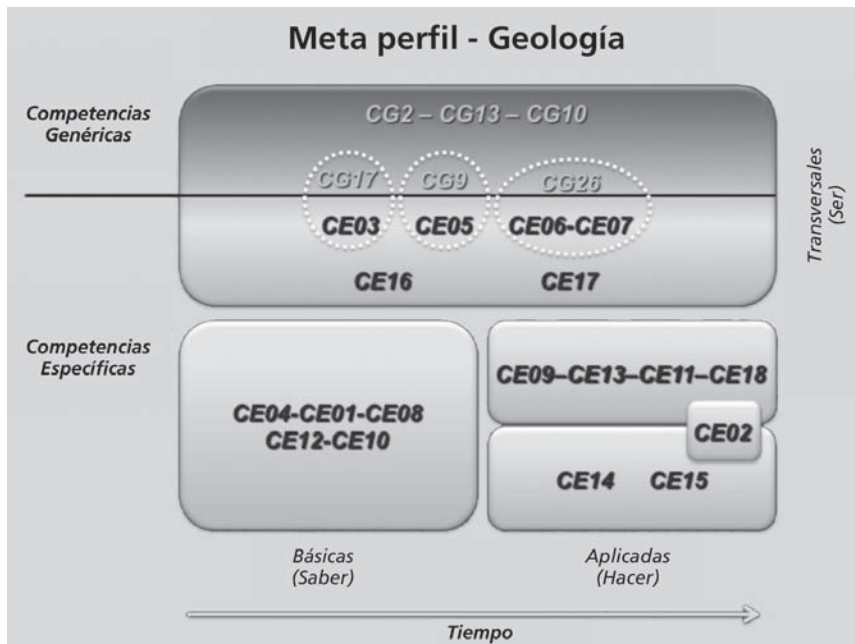 Meta perfil - Geología
Competencias
Genéricas
CG2 – CG13 – CG10
CG17 CG9 CG26
CE03 CE05 CE06-CE07
CE16 CE17
Transversales
(Ser)
Competencias
Específicas
CE04-CE01-CE08
CE12-CE10
CE09–CE13–CE11–CE18
CE02
CE14 CE15
Básicas
(Saber)
Aplicadas
(Hacer)
Tiempo